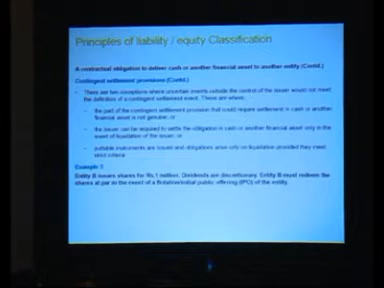 Principles of liability / equity Classification
A contractual obligation to deliver cash or another financial asset to another entity (Contd.)
Contingent settlement provisions (Contd.)
- There are two exceptions where uncertain events outside the control of the issuer would not meet
the definition of a contingent settlement event. These are where:
- the part of the contingent settlement provision that could require settlement in cash or another
financial asset is not genuine; or
- the issuer can be required to settle the obligation in cash or another financial asset only in the
event of liquidation of the issuer; or
- puttable instruments are issued and obligations arise only on liquidation provided they meet
strict criteria
Example 3
Entity B issues shares for Rs.1 million. Dividends are discretionary. Entity B must redeem the
shares at par in the event of a flotation/initial public offering (IPO) of the entity.